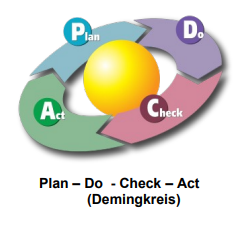 Plan
Do
Act
Check
Plan – Do - Check – Act
(Demingkreis)